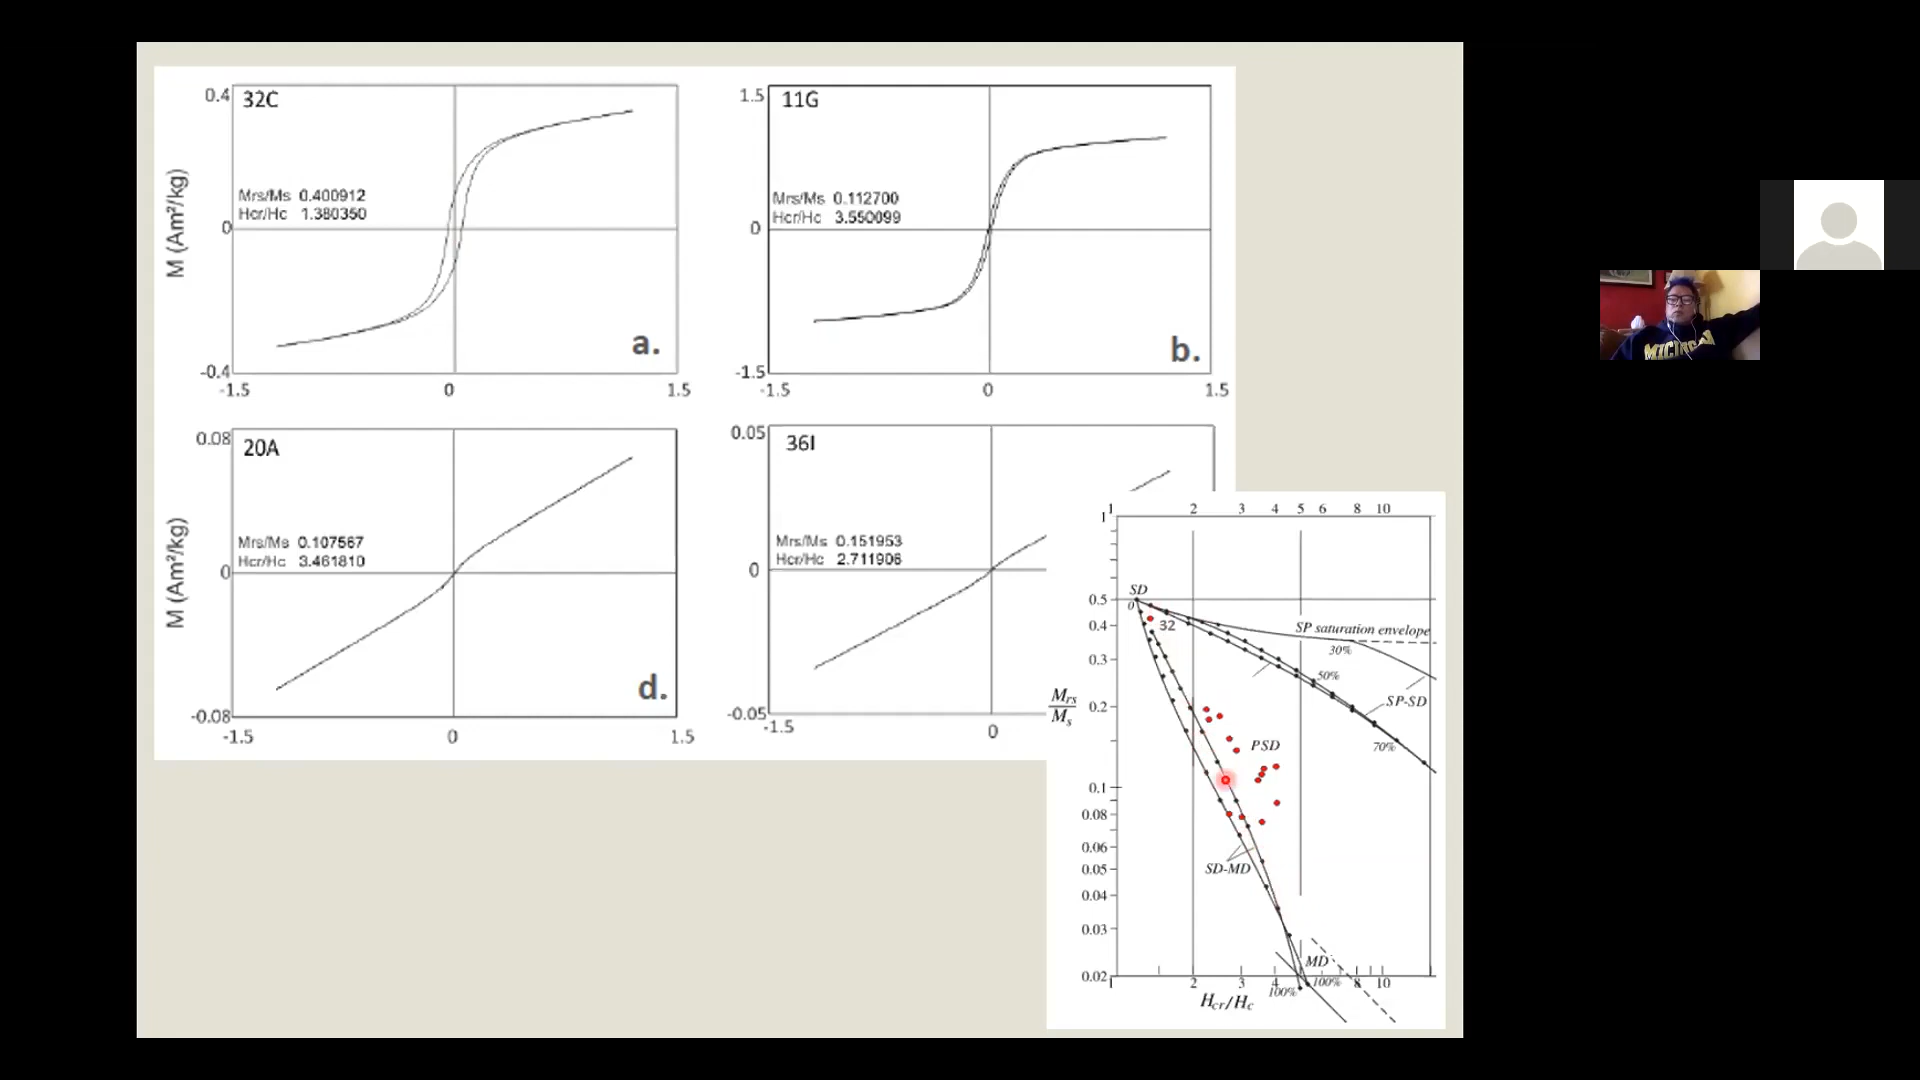 0.4
32C
M (Am²/kg)
Mrs/Ms 0.400912
Hcr/Hc 1.380350
0
a.
-0.4
-1.5
0
1.5
1.5
11G
Mrs/Ms 0.112700
Hcr/Hc 3.550099
0
b.
-1.5
-1.5
0
1.5
0.08
20A
M (Am²/kg)
Mrs/Ms 0.107567
Hcr/Hc 3.461810
0
d.
-0.08
-1.5
0
1.5
0.05
36I
Mrs/Ms 0.151953
Hcr/Hc 2.711906
0
-0.05
-1.5
0
1 2 3 4 5 6 8 10
1
SD
0.5
0
0.4
32
SP saturation envelope
30%
0.3
50%
SP-SD
Mrs
Ms
0.2
PSD
70%
0.1
0.08
0.06
SD-MD
0.05
0.04
0.03
MD
0.02
100%
100%
1 2 3 4 8 10
Hcr/Hc